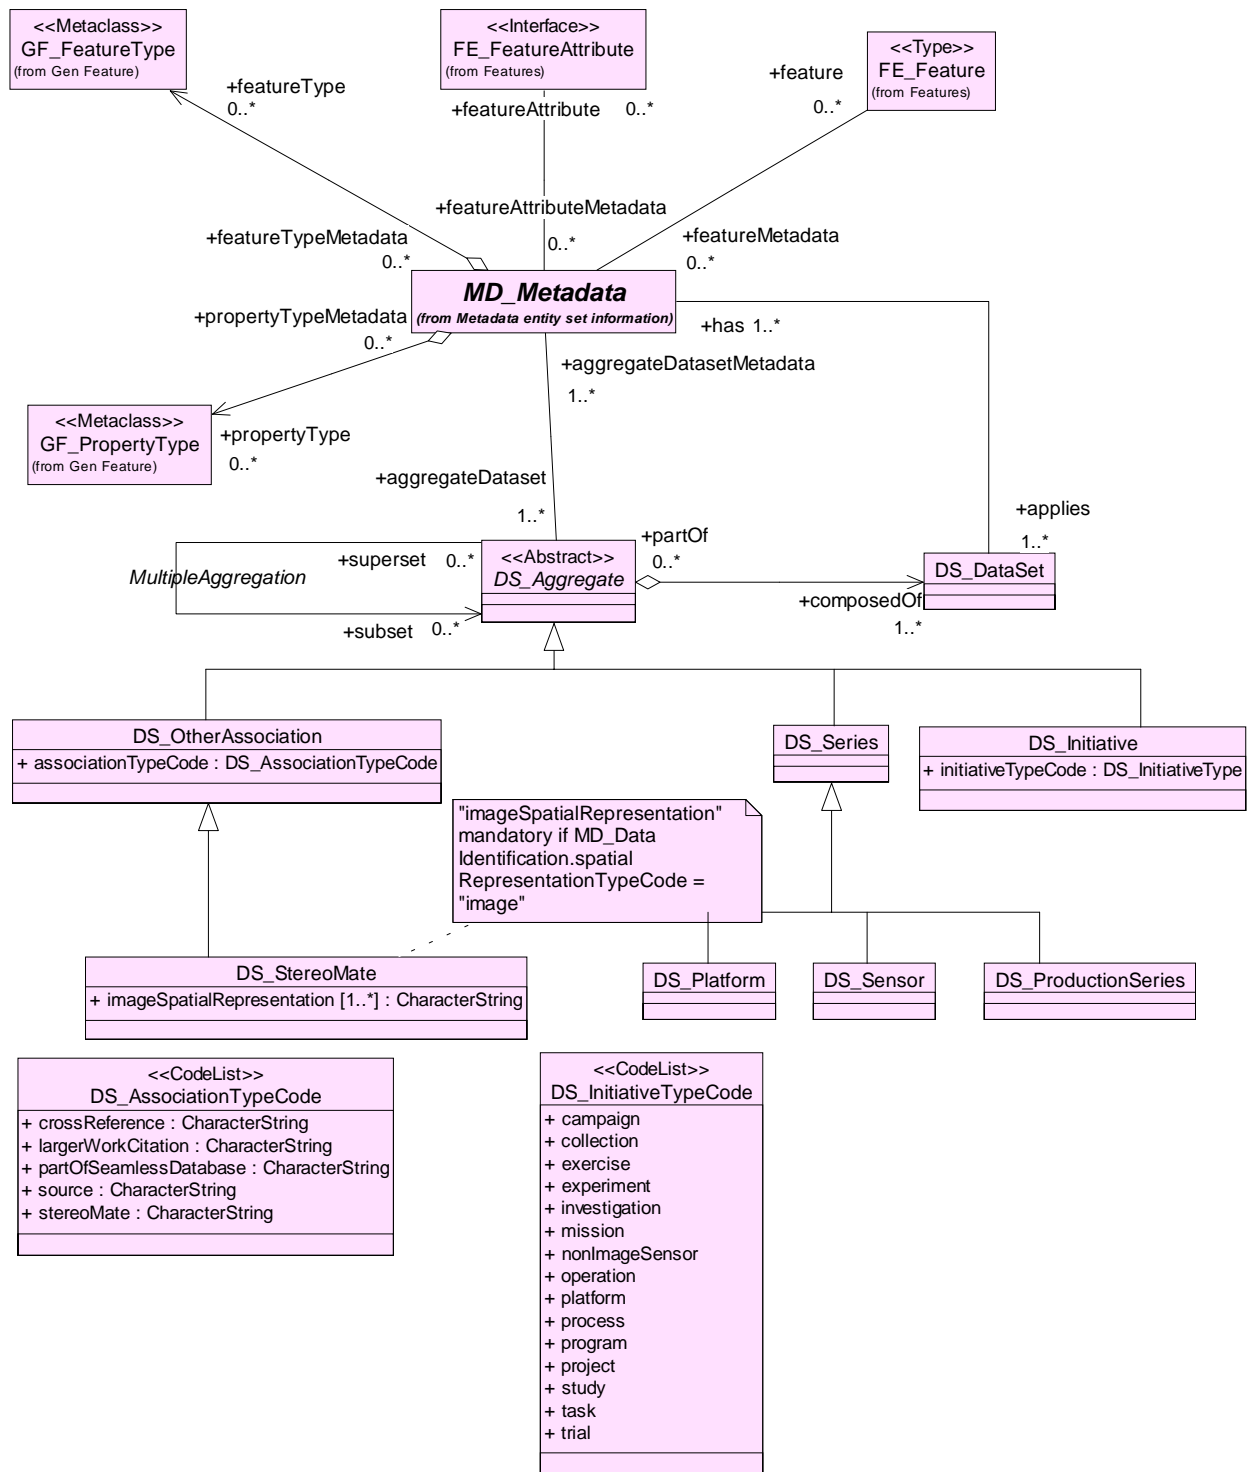 <<Metaclass>>
GF_FeatureType
(from Gen Feature)
<<Interface>>
FE_FeatureAttribute
(from Features)
<<Type>>
FE_Feature
(from Features)
+featureType
0..*
+featureAttribute 0..*
+feature
0..*
+featureTypeMetadata
0..*
+featureAttributeMetadata
0..*
+featureMetadata
0..*
MD_Metadata
(from Metadata entity set information)
+propertyTypeMetadata
0..*
+has 1..*
+aggregateDatasetMetadata
1..*
<<Metaclass>>
GF_PropertyType
(from Gen Feature)
+propertyType
0..*
+aggregateDataset
1..*
+applies
1..*
+superset 0..*
MultipleAggregation
+subset 0..*
<<Abstract>>
DS_Aggregate
+partOf
0..*
+composedOf
1..*
DS_DataSet
DS_OtherAssociation
+ associationTypeCode : DS_AssociationTypeCode
DS_Series
DS_Initiative
+ initiativeTypeCode : DS_InitiativeType
"imageSpatialRepresentation"
mandatory if MD_Data
Identification.spatial
RepresentationTypeCode =
"image"
DS_StereoMate
+ imageSpatialRepresentation [1..*] : CharacterString
DS_Platform
DS_Sensor
DS_ProductionSeries
<<CodeList>>
DS_AssociationTypeCode
+ crossReference : CharacterString
+ largerWorkCitation : CharacterString
+ partOfSeamlessDatabase : CharacterString
+ source : CharacterString
+ stereoMate : CharacterString
<<CodeList>>
DS_InitiativeTypeCode
+ campaign
+ collection
+ exercise
+ experiment
+ investigation
+ mission
+ nonImageSensor
+ operation
+ platform
+ process
+ program
+ project
+ study
+ task
+ trial